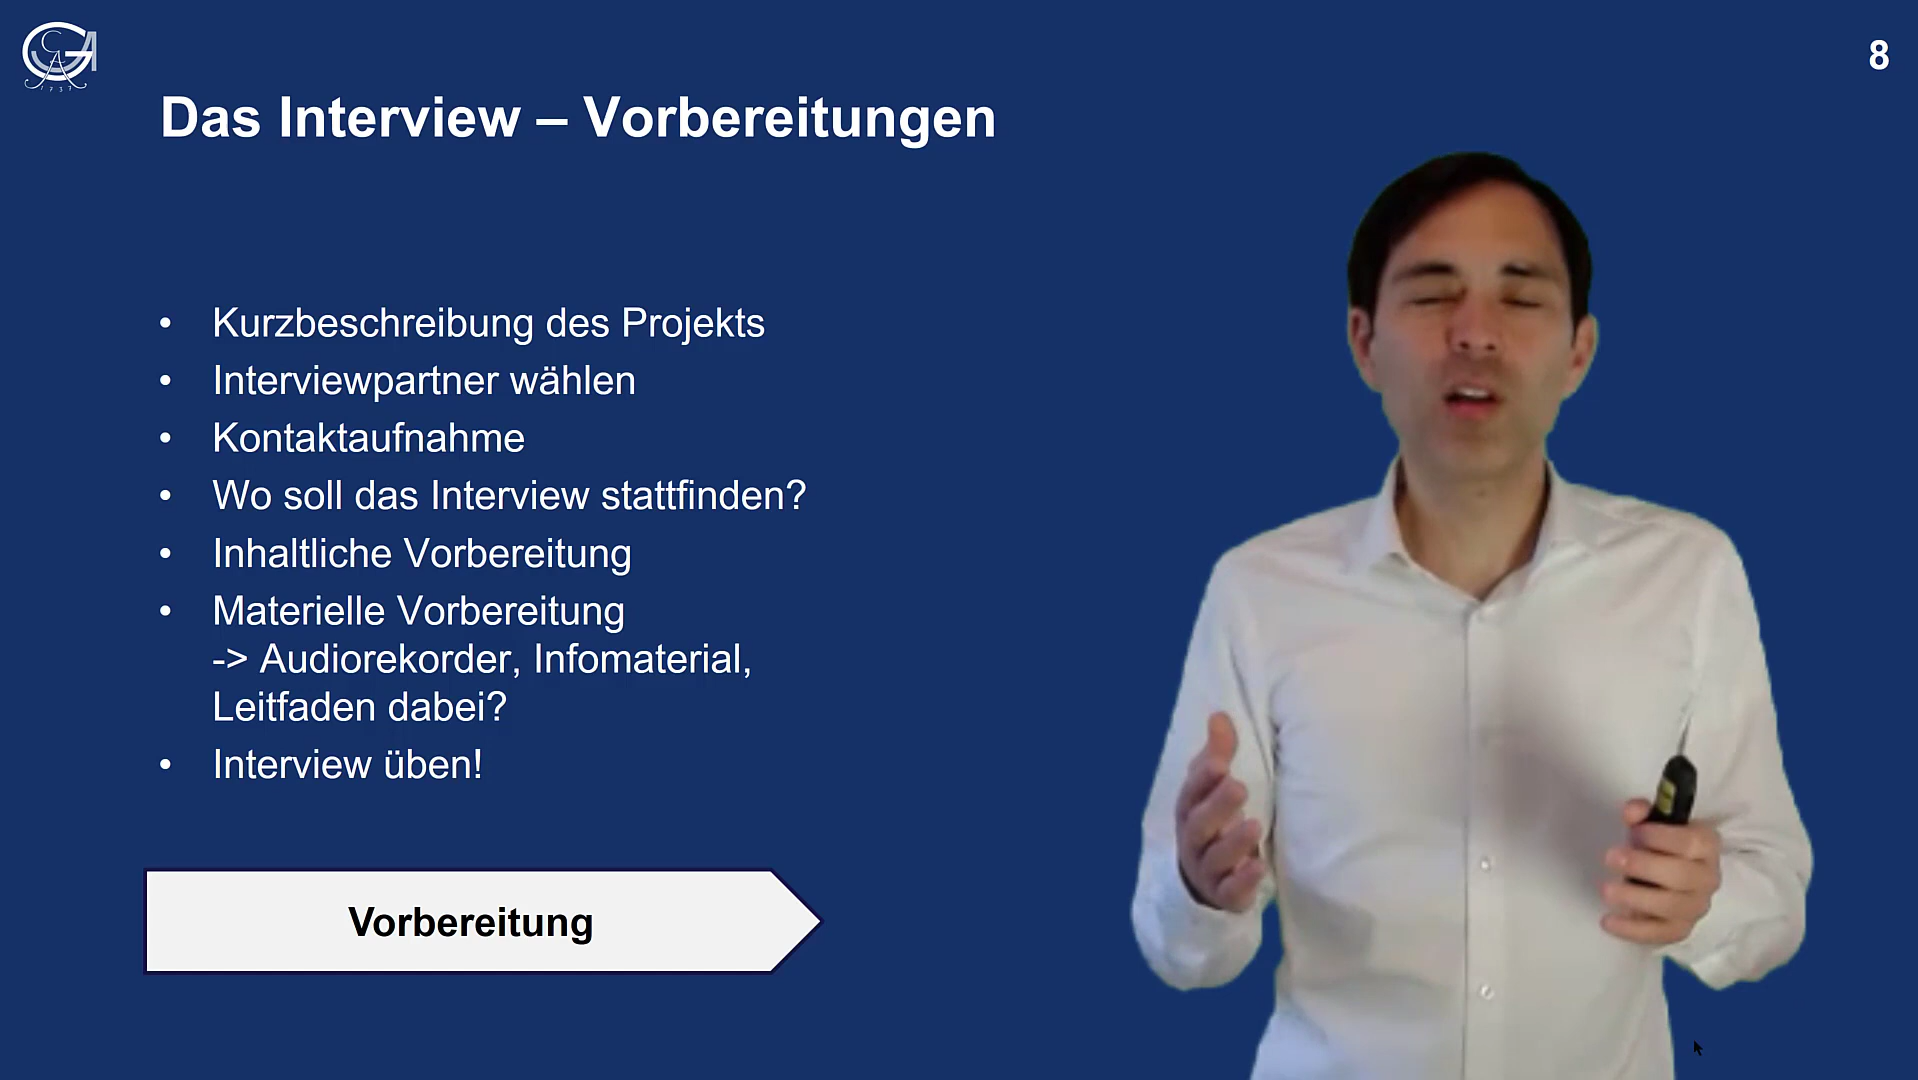 8
Das Interview – Vorbereitungen
• Kurzbeschreibung des Projekts
• Interviewpartner wählen
• Kontaktaufnahme
• Wo soll das Interview stattfinden?
• Inhaltliche Vorbereitung
• Materielle Vorbereitung
-> Audiorekorder, Infomaterial,
Leitfaden dabei?
• Interview üben!
Vorbereitung